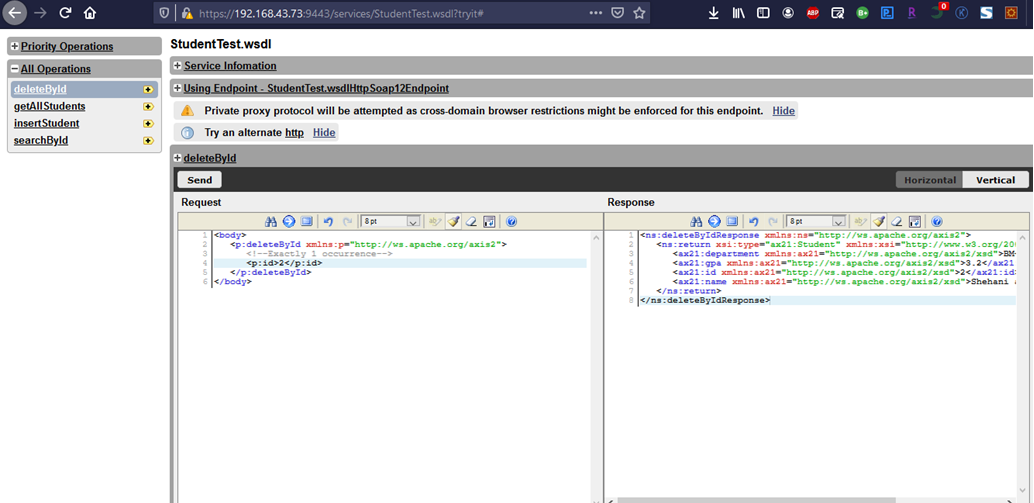 https://192.168.43.73:9443/services/StudentTest.wsdl?tryit#
ABP
B+
P
R
0
K
S
Priority Operations
All Operations
deleteById
getAllStudents
insertStudent
searchById
StudentTest.wsdl
Service Infomation
Using Endpoint - StudentTest.wsdlHttpSoap12Endpoint
Private proxy protocol will be attempted as cross-domain browser restrictions might be enforced for this endpoint. Hide
Try an alternate http Hide
deleteById
Send
Horizontal Vertical
Request
8 pt
1 <body>
2 <p:deleteById xmlns:p="http://ws.apache.org/axis2">
3 <!--Exactly 1 occurrence-->
4 <p:id>2</p:id>
5 </p:deleteById>
6 </body>
Response
8 pt
1 <ns:deleteByIdResponse xmlns:ns="http://ws.apache.org/axis2">
2 <ns:return xsi:type="ax21:Student" xmlns:xsi="http://www.w3.org/20
3 <ax21:department xmlns:ax21="http://ws.apache.org/axis2/xsd">BM
4 <ax21:gpa xmlns:ax21="http://ws.apache.org/axis2/xsd">3.2</ax21
5 <ax21:id xmlns:ax21="http://ws.apache.org/axis2/xsd">2</ax21:id
6 <ax21:name xmlns:ax21="http://ws.apache.org/axis2/xsd">Shehani
7 </ns:return>
8 </ns:deleteByIdResponse>